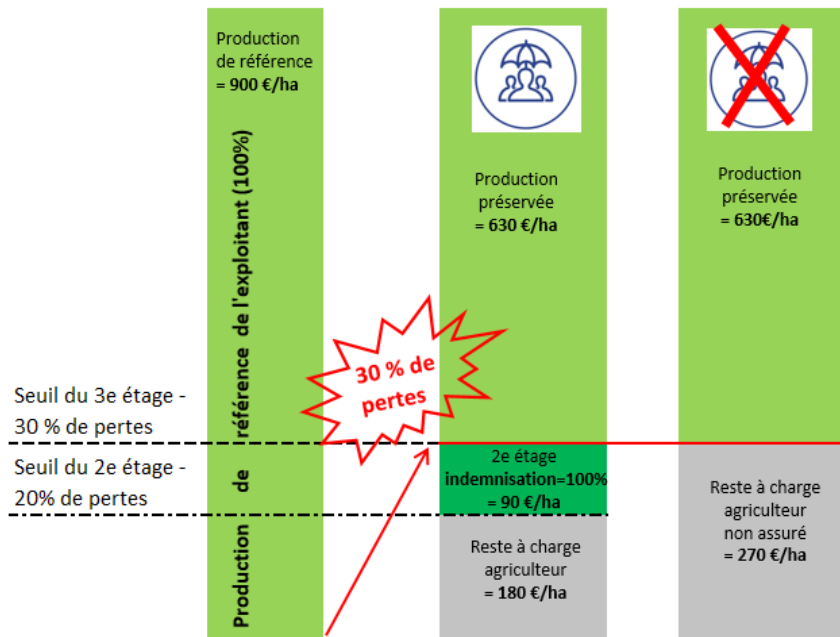 Production
de référence
= 900 €/ha
Production de référence de l'exploitant (100%)
Production
préservée
= 630 €/ha
Production
préservée
= 630€/ha
30 % de
pertes
Seuil du 3e étage -
30 % de pertes
Seuil du 2e étage -
20% de pertes
2e étage
indemnisation=100%
= 90 €/ha
Reste à charge
agriculteur
= 180 €/ha
Reste à charge
agriculteur
non assuré
= 270 €/ha